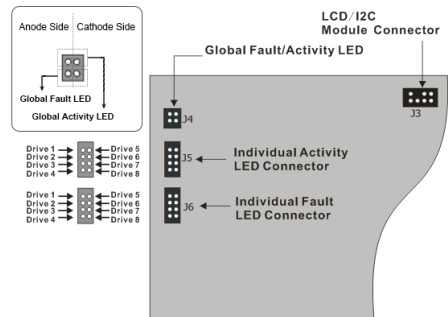 Anode Side
Cathode Side
Global Fault LED
Global Activity LED
LCD/I2C
Module Connector
Global Fault/Activity LED
J3
J4
Drive 1
Drive 2
Drive 3
Drive 4
Drive 5
Drive 6
Drive 7
Drive 8
J5
Individual Activity
LED Connector
Drive 1
Drive 2
Drive 3
Drive 4
Drive 5
Drive 6
Drive 7
Drive 8
J6
Individual Fault
LED Connector